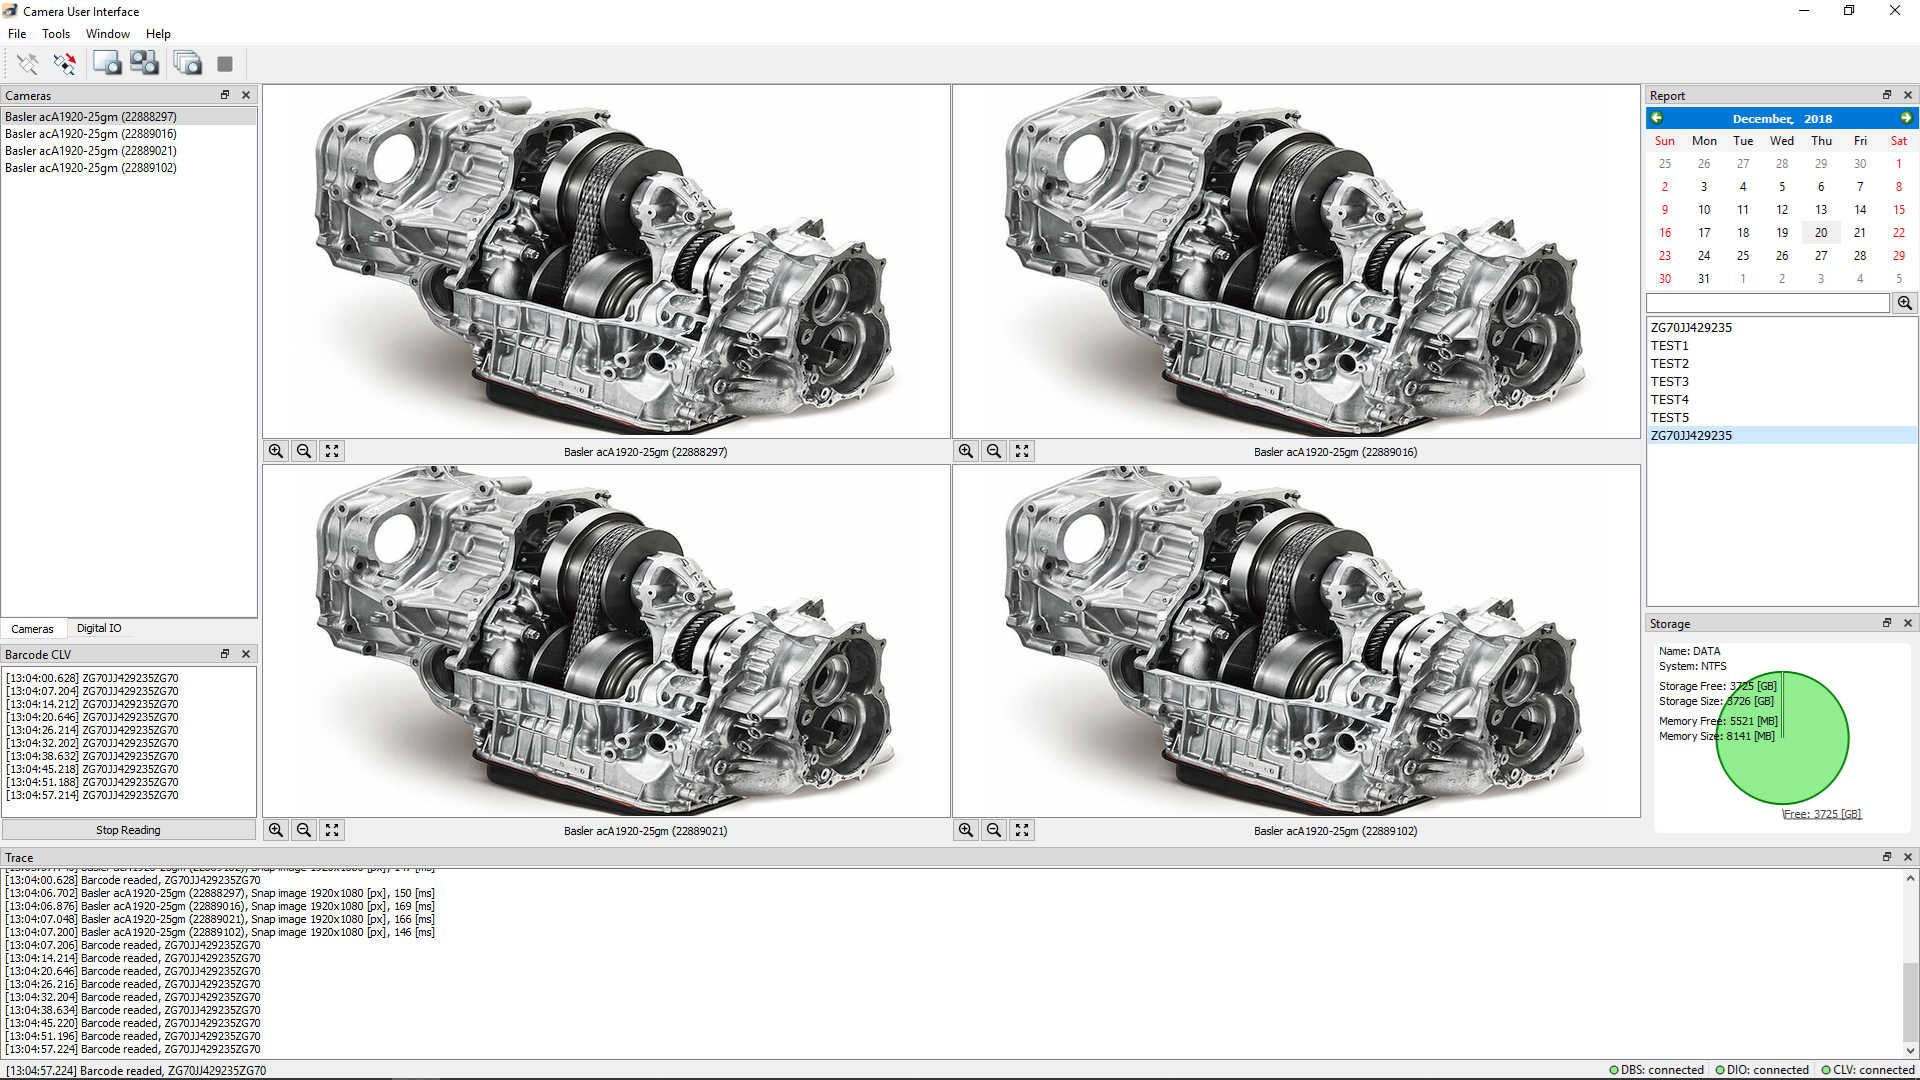 Camera User Interface
File Tools Window Help
Cameras
Basler acA1920-25gm (22888297)
Basler acA1920-25gm (22889016)
Basler acA1920-25gm (22889021)
Basler acA1920-25gm (22889102)
Cameras Digital IO
Barcode CLV
[13:04:00.628] ZG70JJ429235ZG70
[13:04:07.204] ZG70JJ429235ZG70
[13:04:14.212] ZG70JJ429235ZG70
[13:04:20.646] ZG70JJ429235ZG70
[13:04:26.214] ZG70JJ429235ZG70
[13:04:32.202] ZG70JJ429235ZG70
[13:04:38.632] ZG70JJ429235ZG70
[13:04:45.218] ZG70JJ429235ZG70
[13:04:51.188] ZG70JJ429235ZG70
[13:04:57.214] ZG70JJ429235ZG70
Stop Reading
Basler acA1920-25gm (22888297)
Basler acA1920-25gm (22889016)
Basler acA1920-25gm (22889021)
Basler acA1920-25gm (22889102)
Report
December, 2018
Sun Mon Tue Wed Thu Fri Sat
25 26 27 28 29 30 1
2 3 4 5 6 7 8
9 10 11 12 13 14 15
16 17 18 19 20 21 22
23 24 25 26 27 28 29
30 31 1 2 3 4 5
ZG70JJ429235
TEST1
TEST2
TEST3
TEST4
TEST5
ZG70JJ429235
Storage
Name: DATA
System: NTFS
Storage Free: 3725 [GB]
Storage Size: 3726 [GB]
Memory Free: 5521 [MB]
Memory Size: 8141 [MB]
Free: 3725 [GB]
Trace
[13:04:00.628] Barcode readed, ZG70JJ429235ZG70
[13:04:06.702] Basler acA1920-25gm (22888297), Snap image 1920x1080 [px], 150 [ms]
[13:04:06.876] Basler acA1920-25gm (22889016), Snap image 1920x1080 [px], 169 [ms]
[13:04:07.048] Basler acA1920-25gm (22889021), Snap image 1920x1080 [px], 166 [ms]
[13:04:07.200] Basler acA1920-25gm (22889102), Snap image 1920x1080 [px], 146 [ms]
[13:04:07.206] Barcode readed, ZG70JJ429235ZG70
[13:04:14.214] Barcode readed, ZG70JJ429235ZG70
[13:04:20.646] Barcode readed, ZG70JJ429235ZG70
[13:04:26.216] Barcode readed, ZG70JJ429235ZG70
[13:04:32.204] Barcode readed, ZG70JJ429235ZG70
[13:04:38.634] Barcode readed, ZG70JJ429235ZG70
[13:04:45.220] Barcode readed, ZG70JJ429235ZG70
[13:04:51.196] Barcode readed, ZG70JJ429235ZG70
[13:04:57.224] Barcode readed, ZG70JJ429235ZG70
[13:04:57.224] Barcode readed, ZG70JJ429235ZG70
DBS: connected DIO: connected CLV: connected